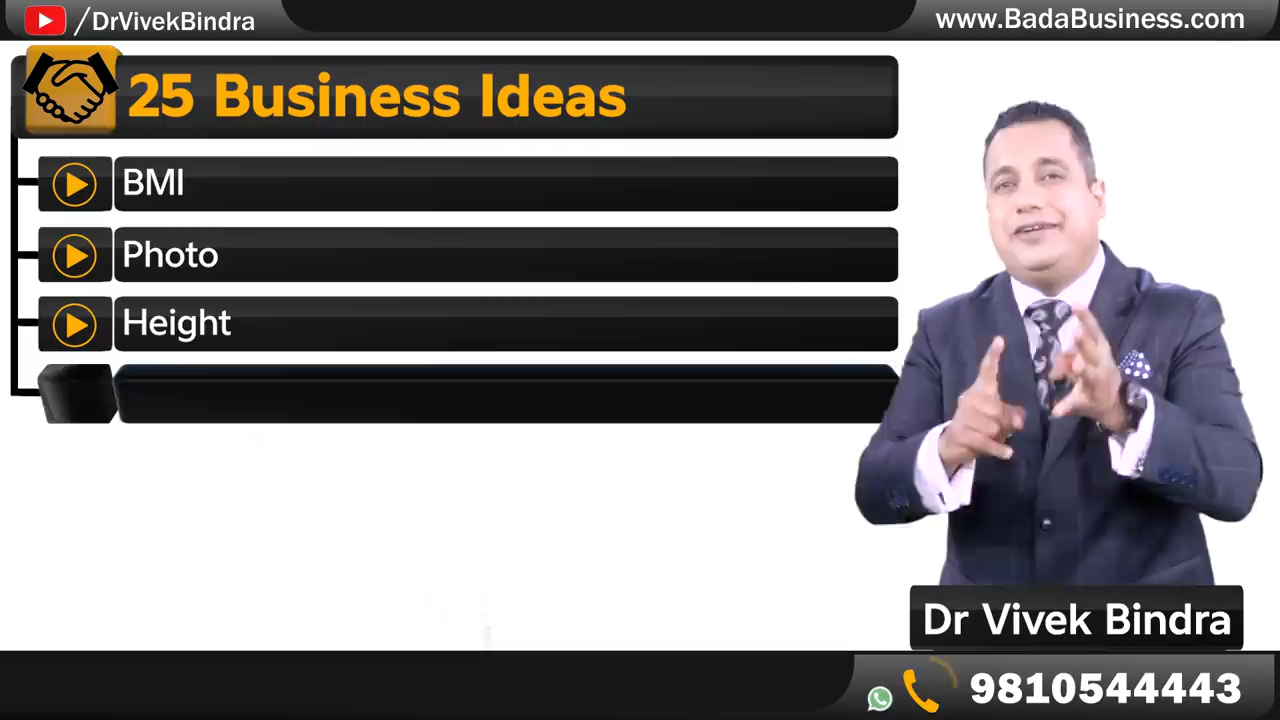 /DrVivekBindra
www.BadaBusiness.com
25 Business Ideas
BMI
Photo
Height
Dr Vivek Bindra
9810544443